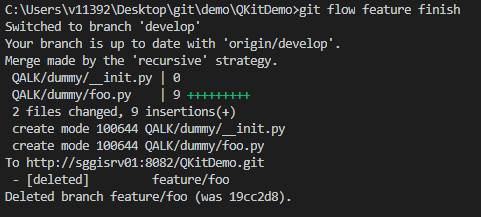 C:\Users\v11392\Desktop\git\demo\QKitDemo>git flow feature finish
Switched to branch 'develop'
Your branch is up to date with 'origin/develop'.
Merge made by the 'recursive' strategy.
 QALK/dummy/__init.py | 0
 QALK/dummy/foo.py    | 9 +++++++++
 2 files changed, 9 insertions(+)
 create mode 100644 QALK/dummy/__init.py
 create mode 100644 QALK/dummy/foo.py
To http://sggisrv01:8082/QKitDemo.git
 - [deleted]         feature/foo
Deleted branch feature/foo (was 19cc2d8).